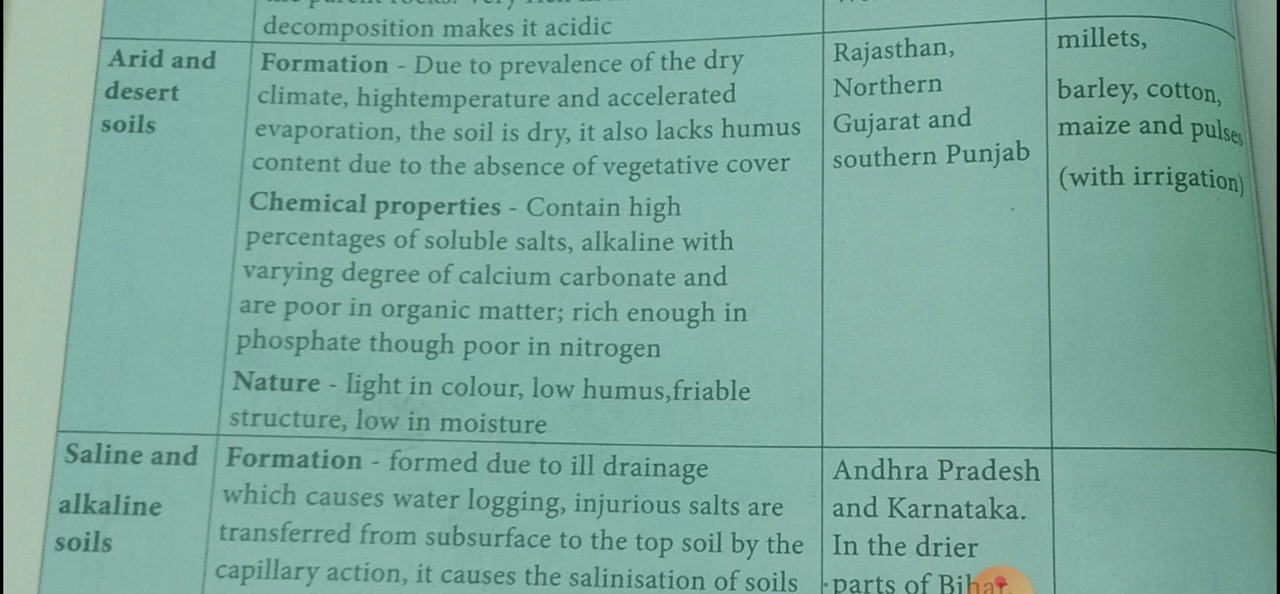 decomposition makes it acidic
Arid and
desert
soils
Formation - Due to prevalence of the dry
climate, hightemperature and accelerated
evaporation, the soil is dry, it also lacks humus
content due to the absence of vegetative cover
Chemical properties - Contain high
percentages of soluble salts, alkaline with
varying degree of calcium carbonate and
are poor in organic matter; rich enough in
phosphate though poor in nitrogen
Nature - light in colour, low humus,friable
structure, low in moisture
Rajasthan,
Northern
Gujarat and
southern Punjab
millets,
barley, cotton,
maize and pulses
(with irrigation)
Saline and
alkaline
soils
Formation - formed due to ill drainage
which causes water logging, injurious salts are
transferred from subsurface to the top soil by the
capillary action, it causes the salinisation of soils
Andhra Pradesh
and Karnataka.
In the drier
parts of Bihar